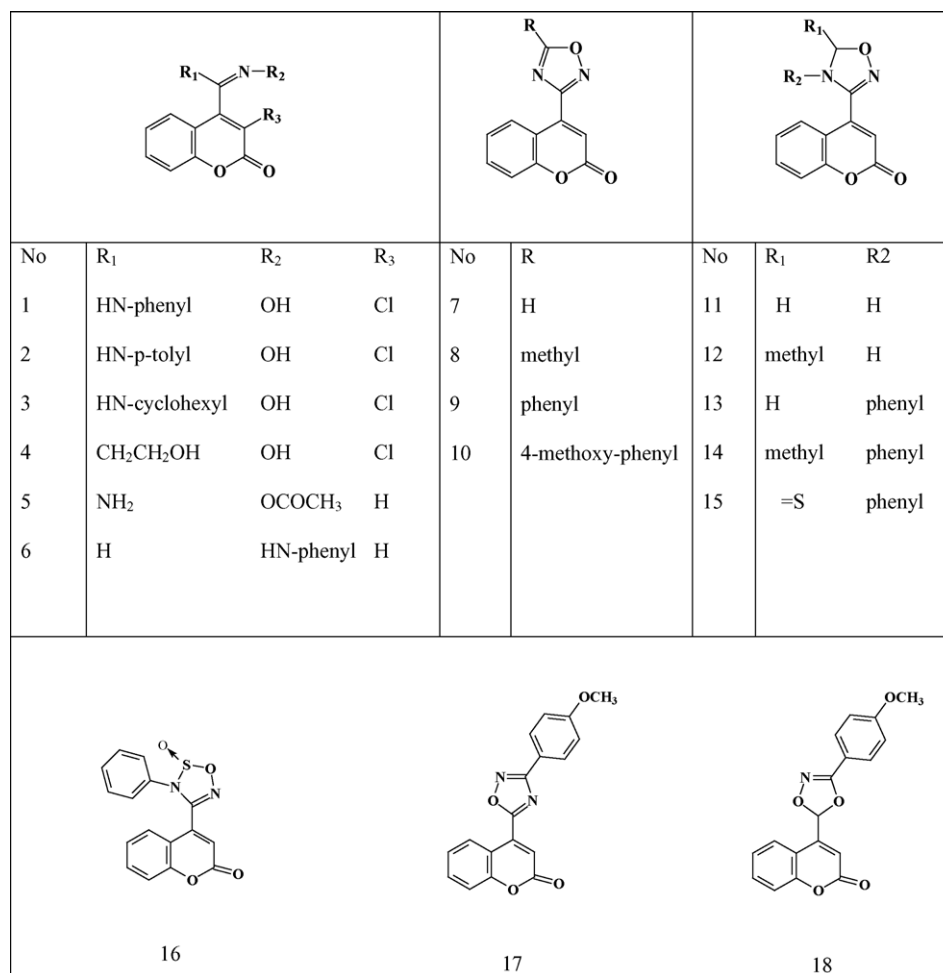 R₁ N—R₂
R₃
O O
R O
N N
O O
R₁ O
R₂—N N
O O
No R₁ R₂ R₃ No R No R₁ R2
1 HN-phenyl OH Cl 7 H 11 H H
2 HN-p-tolyl OH Cl 8 methyl 12 methyl H
3 HN-cyclohexyl OH Cl 9 phenyl 13 H phenyl
4 CH₂CH₂OH OH Cl 10 4-methoxy-phenyl 14 methyl phenyl
5 NH₂ OCOCH₃ H 15 =S phenyl
6 H HN-phenyl H
O
S—O
N N
O O
16
OCH₃
N
O N
O O
17
OCH₃
N
O O
O O
18